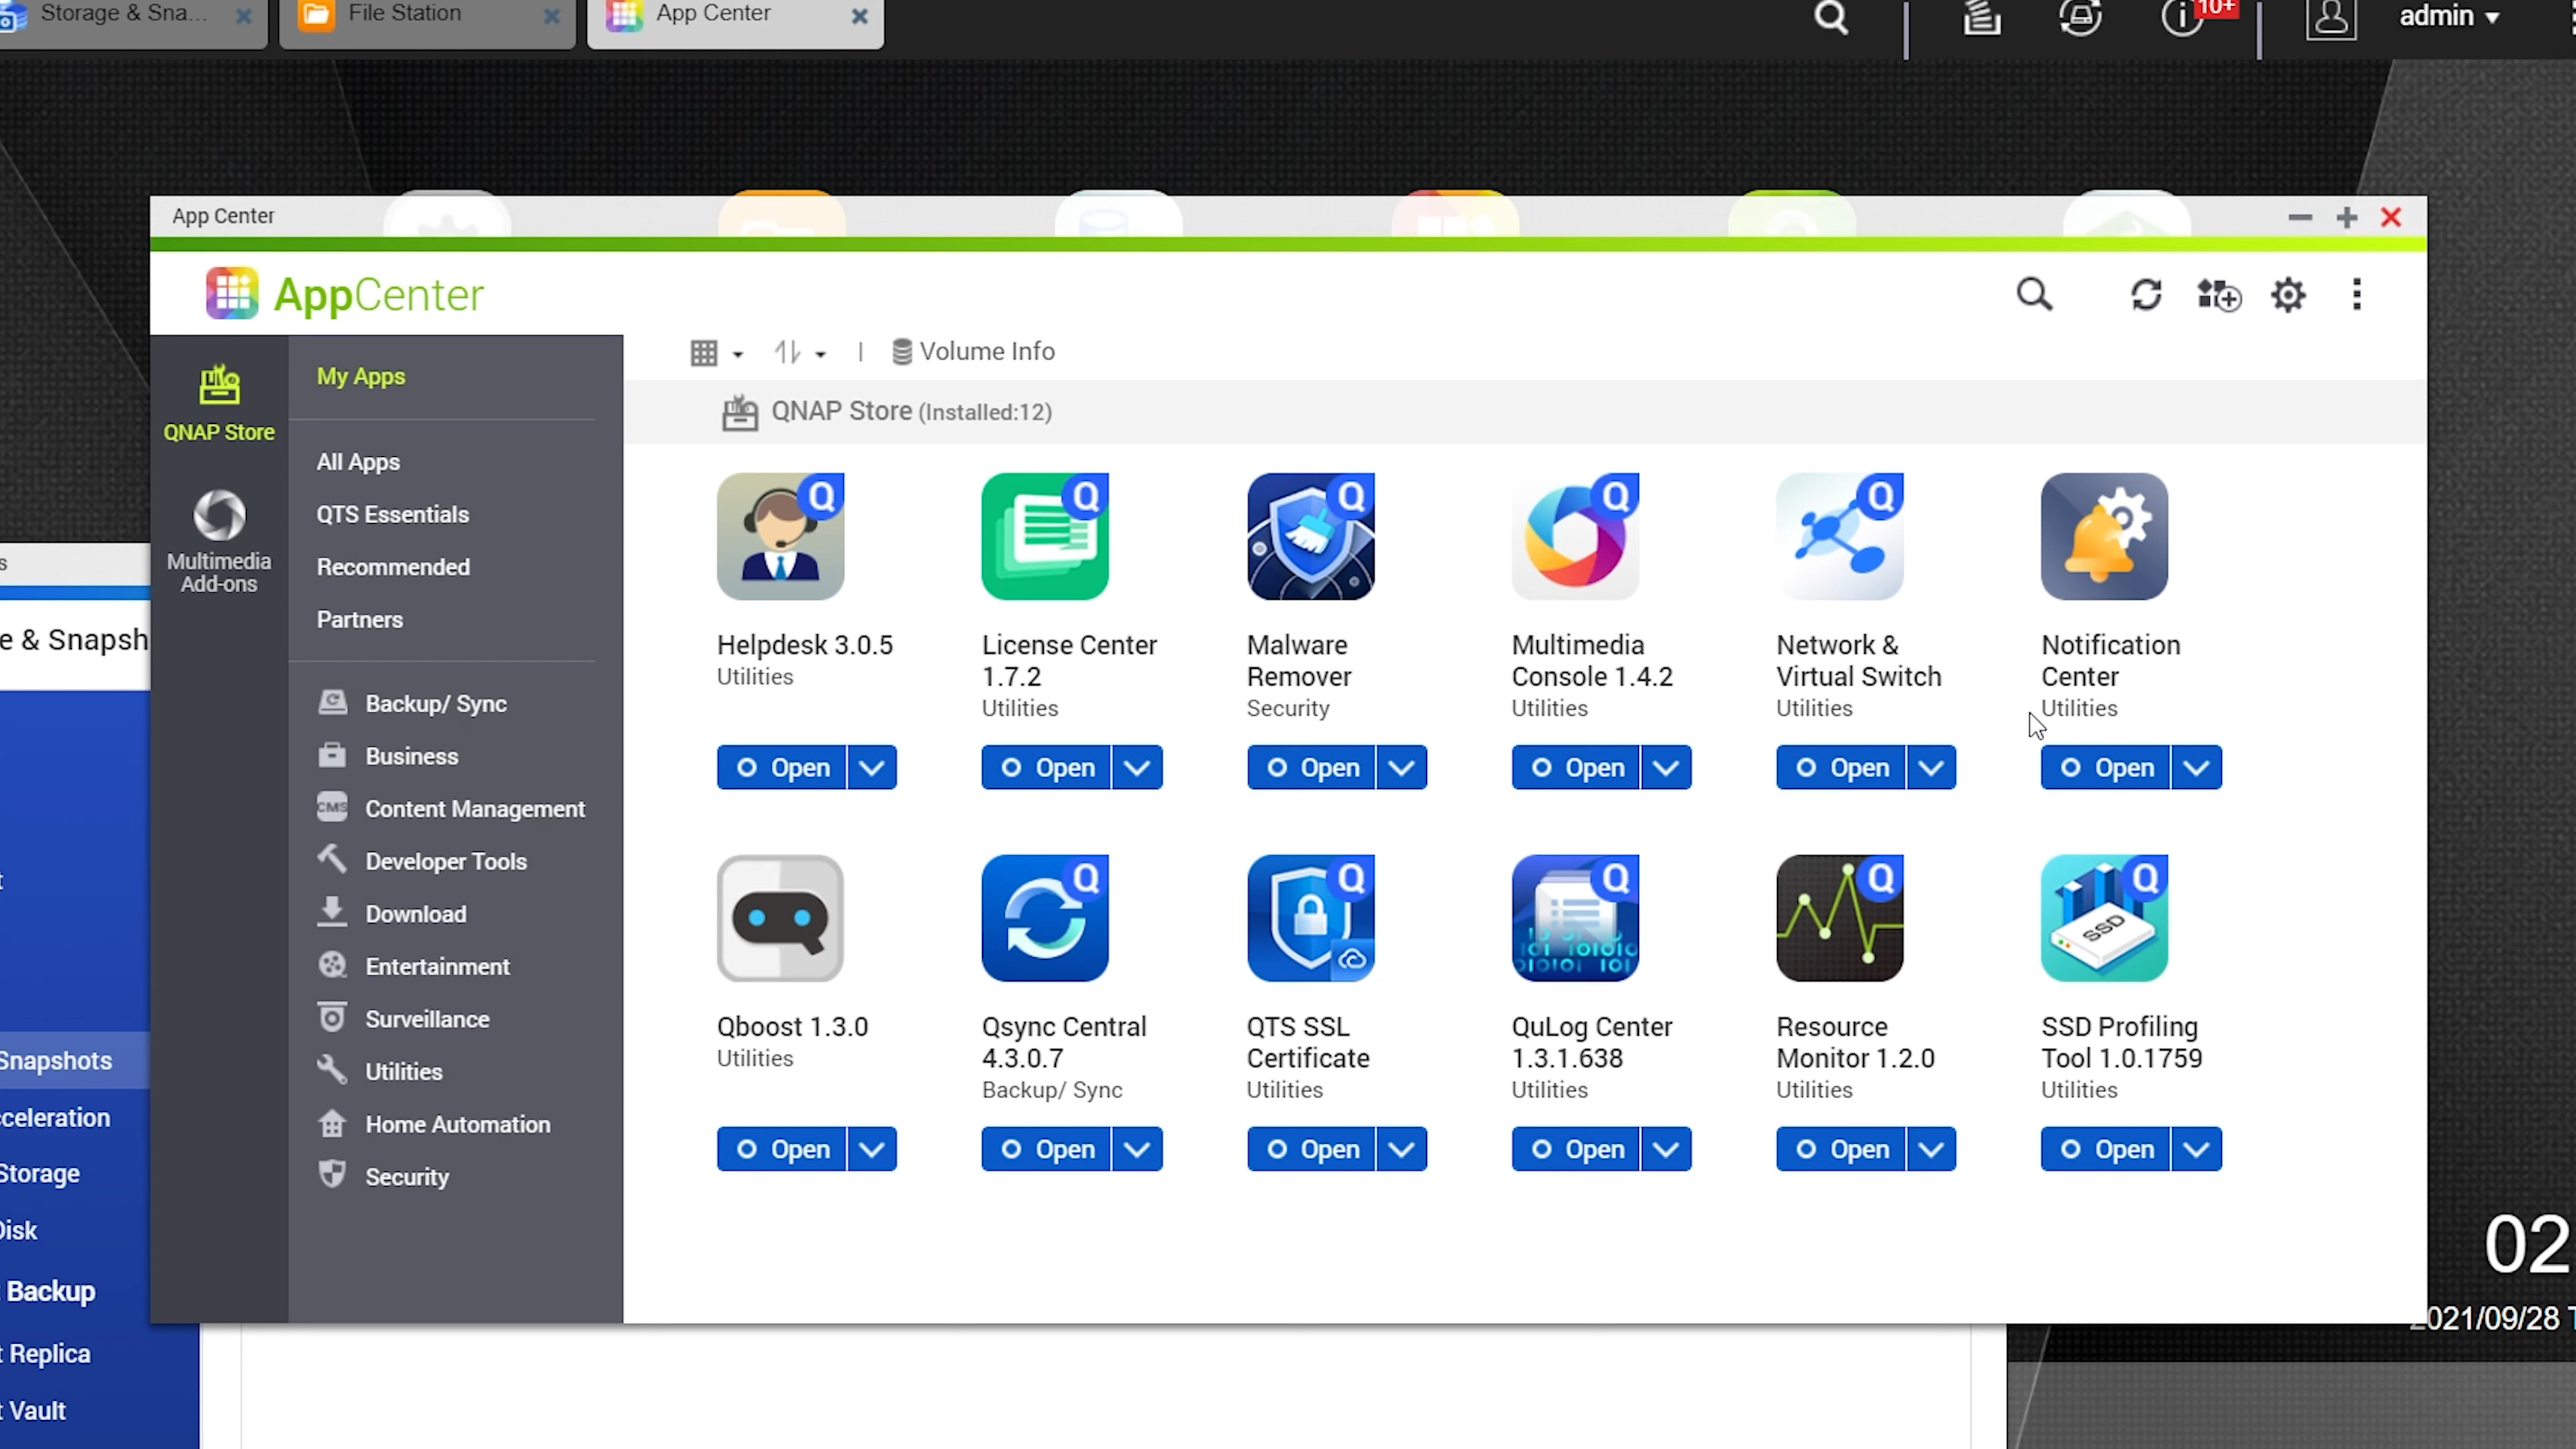 Storage & Sna...
File Station
App Center
10+
admin
App Center
AppCenter
QNAP Store
Multimedia
Add-ons
My Apps
All Apps
QTS Essentials
Recommended
Partners
Backup/ Sync
Business
CMS
Content Management
Developer Tools
Download
Entertainment
Surveillance
Utilities
Home Automation
Security
Volume Info
QNAP Store (Installed:12)
Helpdesk 3.0.5
Utilities
Open
License Center
1.7.2
Utilities
Open
Malware
Remover
Security
Open
Multimedia
Console 1.4.2
Utilities
Open
Network &
Virtual Switch
Utilities
Open
Notification
Center
Utilities
Open
Qboost 1.3.0
Utilities
Open
Qsync Central
4.3.0.7
Backup/ Sync
Open
QTS SSL
Certificate
Utilities
Open
QuLog Center
1.3.1.638
Utilities
Open
Resource
Monitor 1.2.0
Utilities
Open
SSD
SSD Profiling
Tool 1.0.1759
Utilities
Open
s
e & Snapsh
t
Snapshots
cceleration
Storage
Disk
Backup
t Replica
t Vault
02
2021/09/28 T